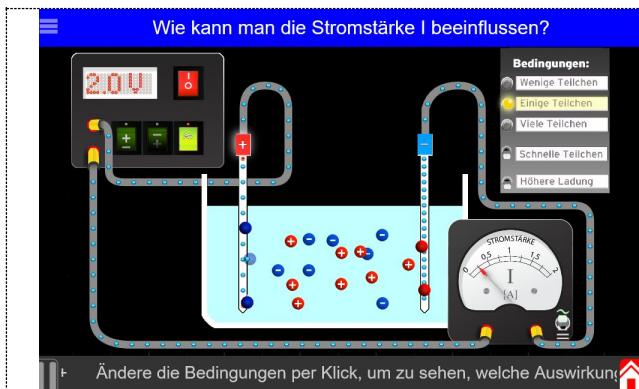 Wie kann man die Stromstärke I beeinflussen?
2.0V
Bedingungen:
Wenige Teilchen
Einige Teilchen
Viele Teilchen
Schnelle Teilchen
Höhere Ladung
STROMSTÄRKE
0 0,5 1 1,5 2
I
[A]
Ändere die Bedingungen per Klick, um zu sehen, welche Auswirkung